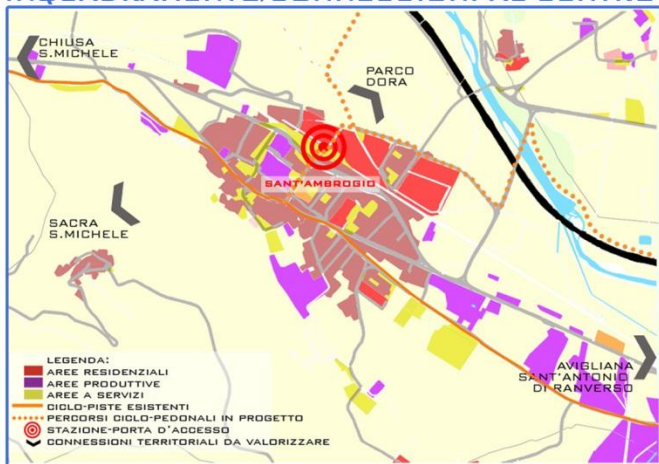 CHIUSA
S.MICHELE
PARCO
DORA
SANT'AMBROGIO
SACRA
S.MICHELE
AVIGLIANA
SANT'ANTONIO
DI RANVERSO
LEGENDA:
AREE RESIDENZIALI
AREE PRODUTTIVE
AREE A SERVIZI
CICLO-PISTE ESISTENTI
PERCORSI CICLO-PEDONALI IN PROGETTO
STAZIONE-PORTA D'ACCESSO
CONNESSIONI TERRITORIALI DA VALORIZZARE